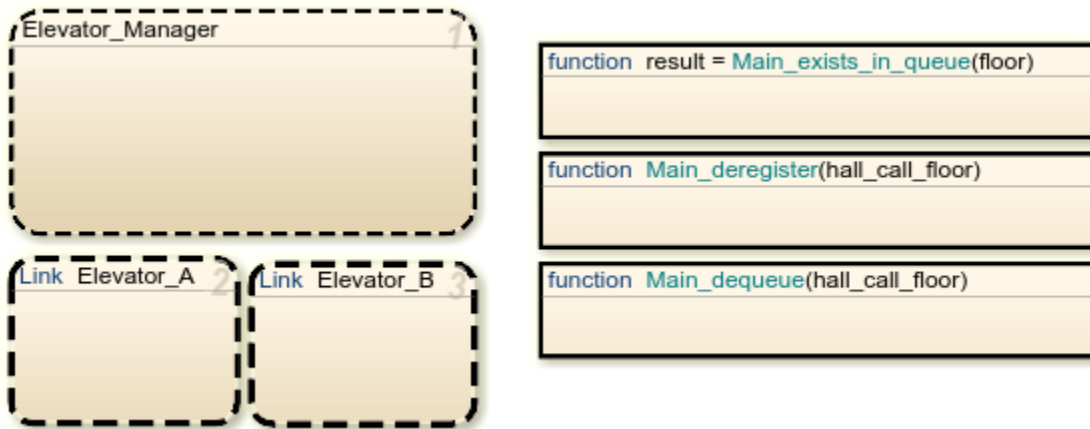 Elevator_Manager 1
function result = Main_exists_in_queue(floor)
function Main_deregister(hall_call_floor)
Link Elevator_A 2
Link Elevator_B 3
function Main_dequeue(hall_call_floor)